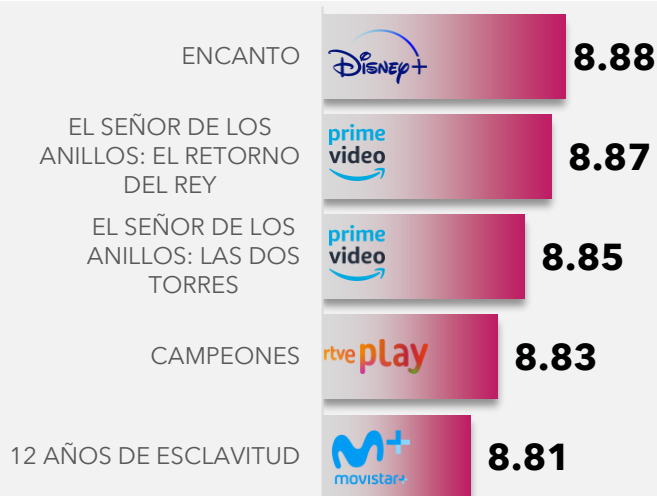 ENCANTO
Disney+
8.88
EL SEÑOR DE LOS
ANILLOS: EL RETORNO
DEL REY
prime
video
8.87
EL SEÑOR DE LOS
ANILLOS: LAS DOS
TORRES
prime
video
8.85
CAMPEONES
rtve play
8.83
12 AÑOS DE ESCLAVITUD
M+
movistar+
8.81